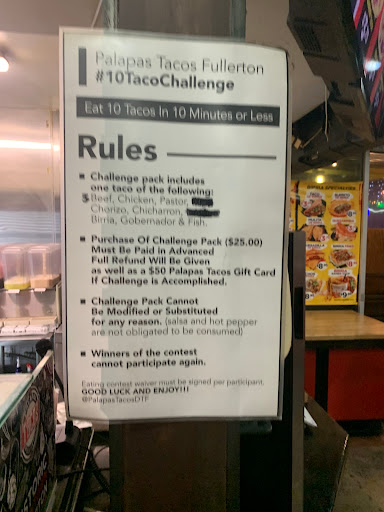 Palapas Tacos Fullerton
#10TacoChallenge
Eat 10 Tacos In 10 Minutes or Less
Rules
▪ Challenge pack includes
one taco of the following:
Beef, Chicken, Pastor,
Chorizo, Chicharron,
Birria, Gobernador & Fish.
▪ Purchase Of Challenge Pack ($25.00)
Must Be Paid in Advanced
Full Refund Will Be Given
as well as a $50 Palapas Tacos Gift Card
If Challenge is Accomplished.
▪ Challenge Pack Cannot
Be Modified or Substituted
for any reason. (salsa and hot pepper
are not obligated to be consumed)
▪ Winners of the contest
cannot participate again.
Eating contest waiver must be signed per participant,
GOOD LUCK AND ENJOY!!!
@PalapasTacosDTF